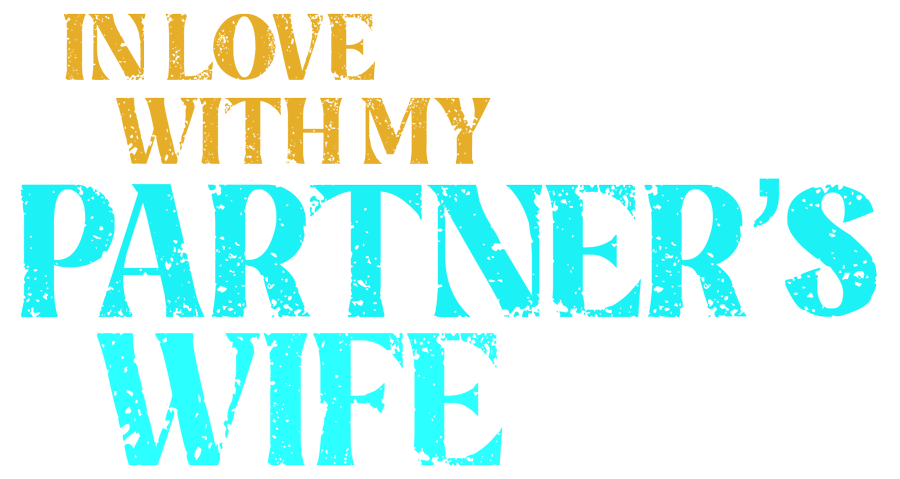 IN LOVE
WITH MY
PARTNER'S
WIFE